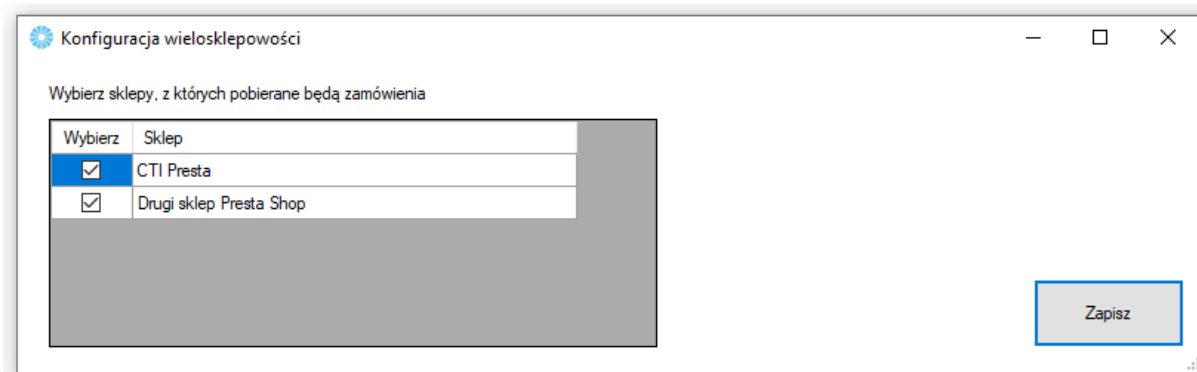 Konfiguracja wielosklepowości
Wybierz sklepy, z których pobierane będą zamówienia
Wybierz Sklep
CTI Presta
Drugi sklep Presta Shop
Zapisz